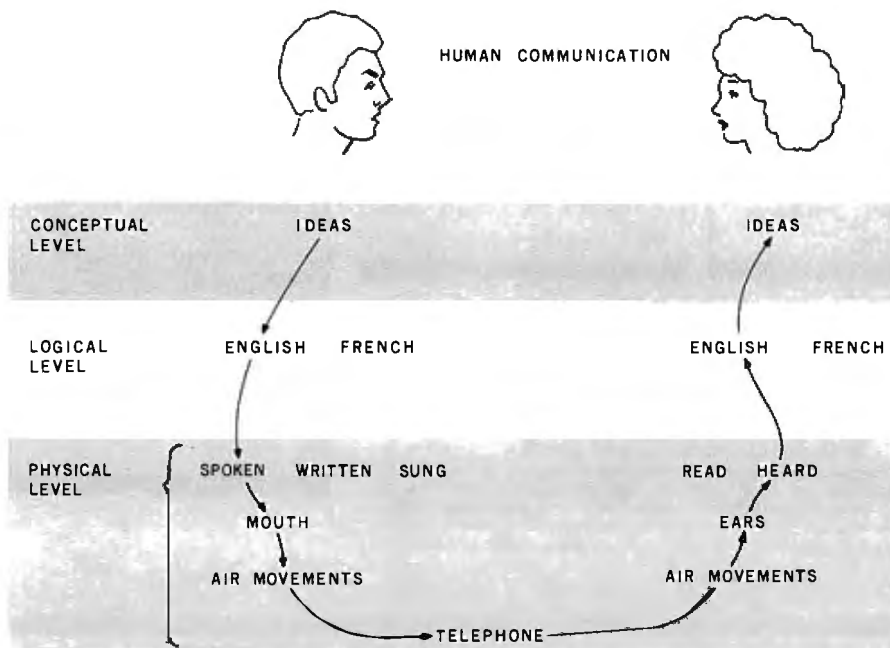 HUMAN COMMUNICATION
CONCEPTUAL LEVEL IDEAS IDEAS
LOGICAL LEVEL ENGLISH FRENCH ENGLISH FRENCH
PHYSICAL LEVEL SPOKEN WRITTEN SUNG READ HEARD
MOUTH EARS
AIR MOVEMENTS AIR MOVEMENTS
TELEPHONE